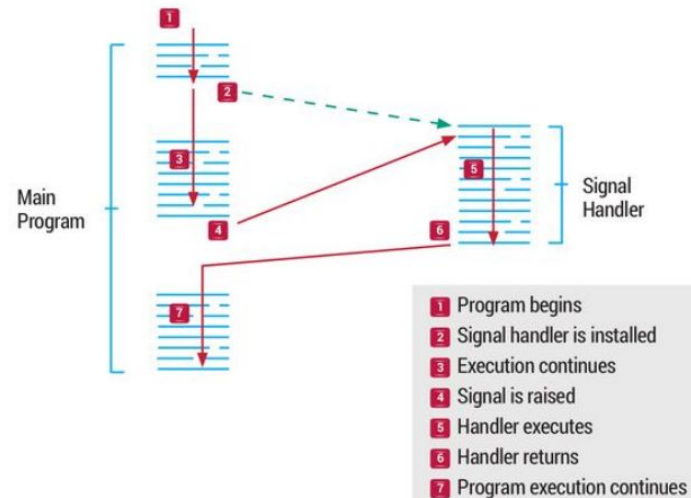 1
2
3
Main
Program
4
5
Signal
Handler
6
7
1 Program begins
2 Signal handler is installed
3 Execution continues
4 Signal is raised
5 Handler executes
6 Handler returns
7 Program execution continues